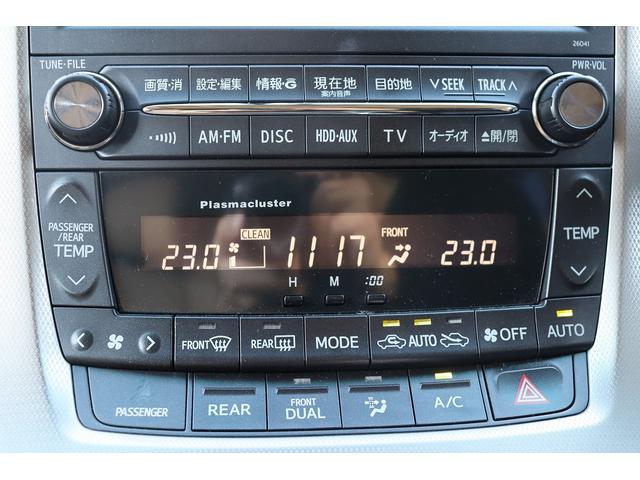 26041
TUNE·FILE
PWR·VOL
画質·消 設定·編集 情報·G 現在地 目的地 ∨ SEEK TRACK ∧
案内音声
AM·FM DISC HDD·AUX TV オーディオ ▲開/閉
Plasmacluster
PASSENGER
/REAR
TEMP
CLEAN FRONT
23.0 11:17 23.0
TEMP
H M :00
FRONT REAR MODE AUTO OFF AUTO
PASSENGER REAR FRONT
DUAL A/C